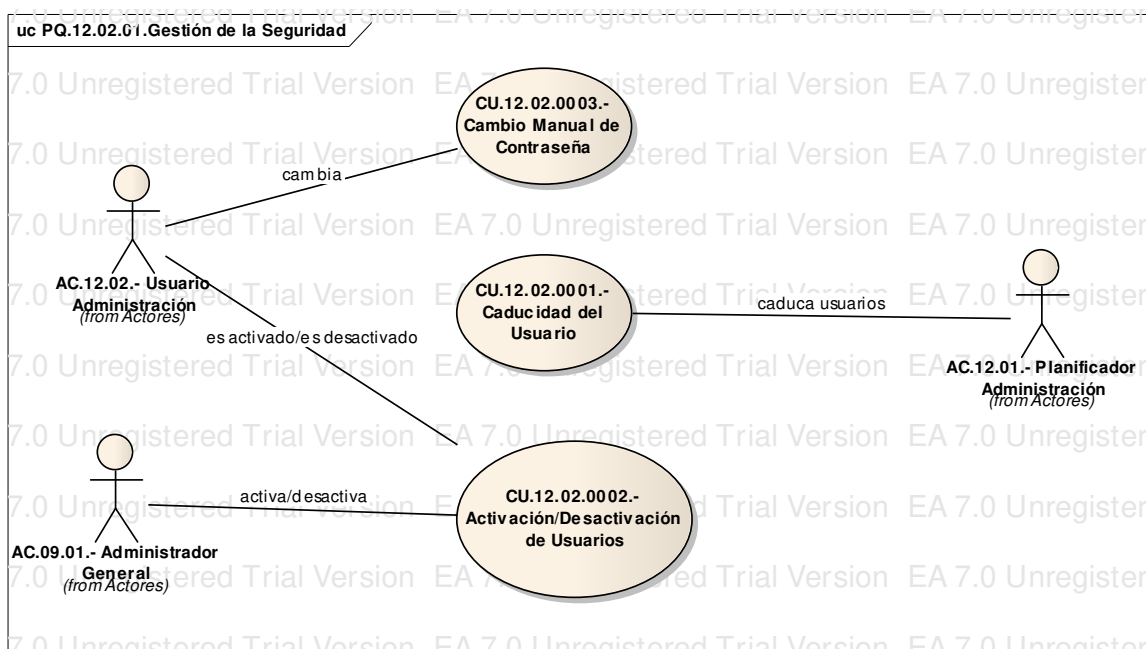 uc PQ.12.02.01.Gestión de la Seguridad
CU.12.02.0003.-
Cambio Manual de
Contraseña
cambia
AC.12.02.- Usuario
Administración
(from Actores)
CU.12.02.0001.-
Caducidad del
Usuario
caduca usuarios
AC.12.01.- Planificador
Administración
(from Actores)
es activado/es desactivado
CU.12.02.0002.-
Activación/Desactivación
de Usuarios
activa/desactiva
AC.09.01.- Administrador
General
(from Actores)
7.0 Unregistered Trial Version EA 7.0 Unregistered Trial Version EA 7.0 Unregister